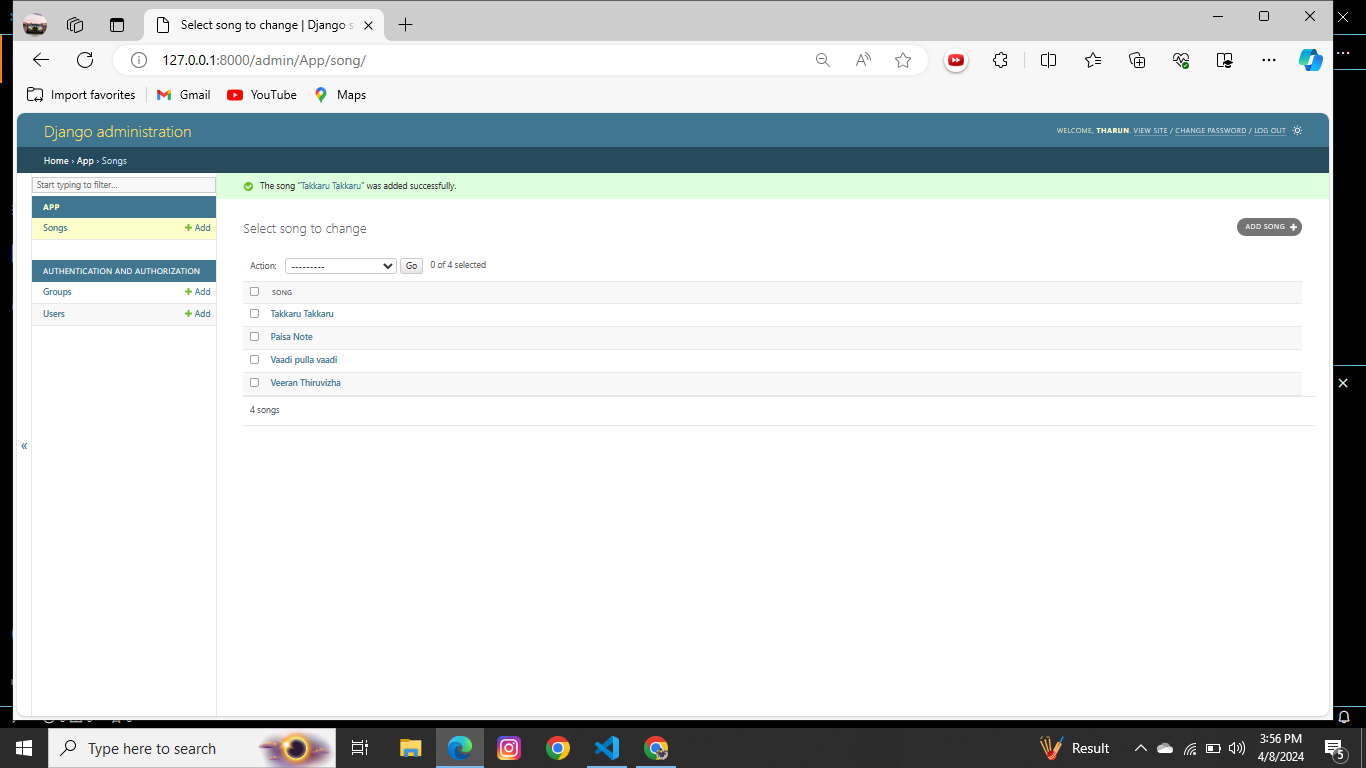 Select song to change | Django s
127.0.0.1:8000/admin/App/song/
Import favorites
Gmail
YouTube
Maps
Django administration
WELCOME, THARUN. VIEW SITE / CHANGE PASSWORD / LOG OUT
Home › App › Songs
Start typing to filter...
The song “Takkaru Takkaru” was added successfully.
APP
Songs
+ Add
Select song to change
ADD SONG +
AUTHENTICATION AND AUTHORIZATION
Groups
+ Add
Users
+ Add
Action:
---------
Go
0 of 4 selected
SONG
Takkaru Takkaru
Paisa Note
Vaadi pulla vaadi
Veeran Thiruvizha
4 songs
«
Type here to search
Result
3:56 PM
4/8/2024
5